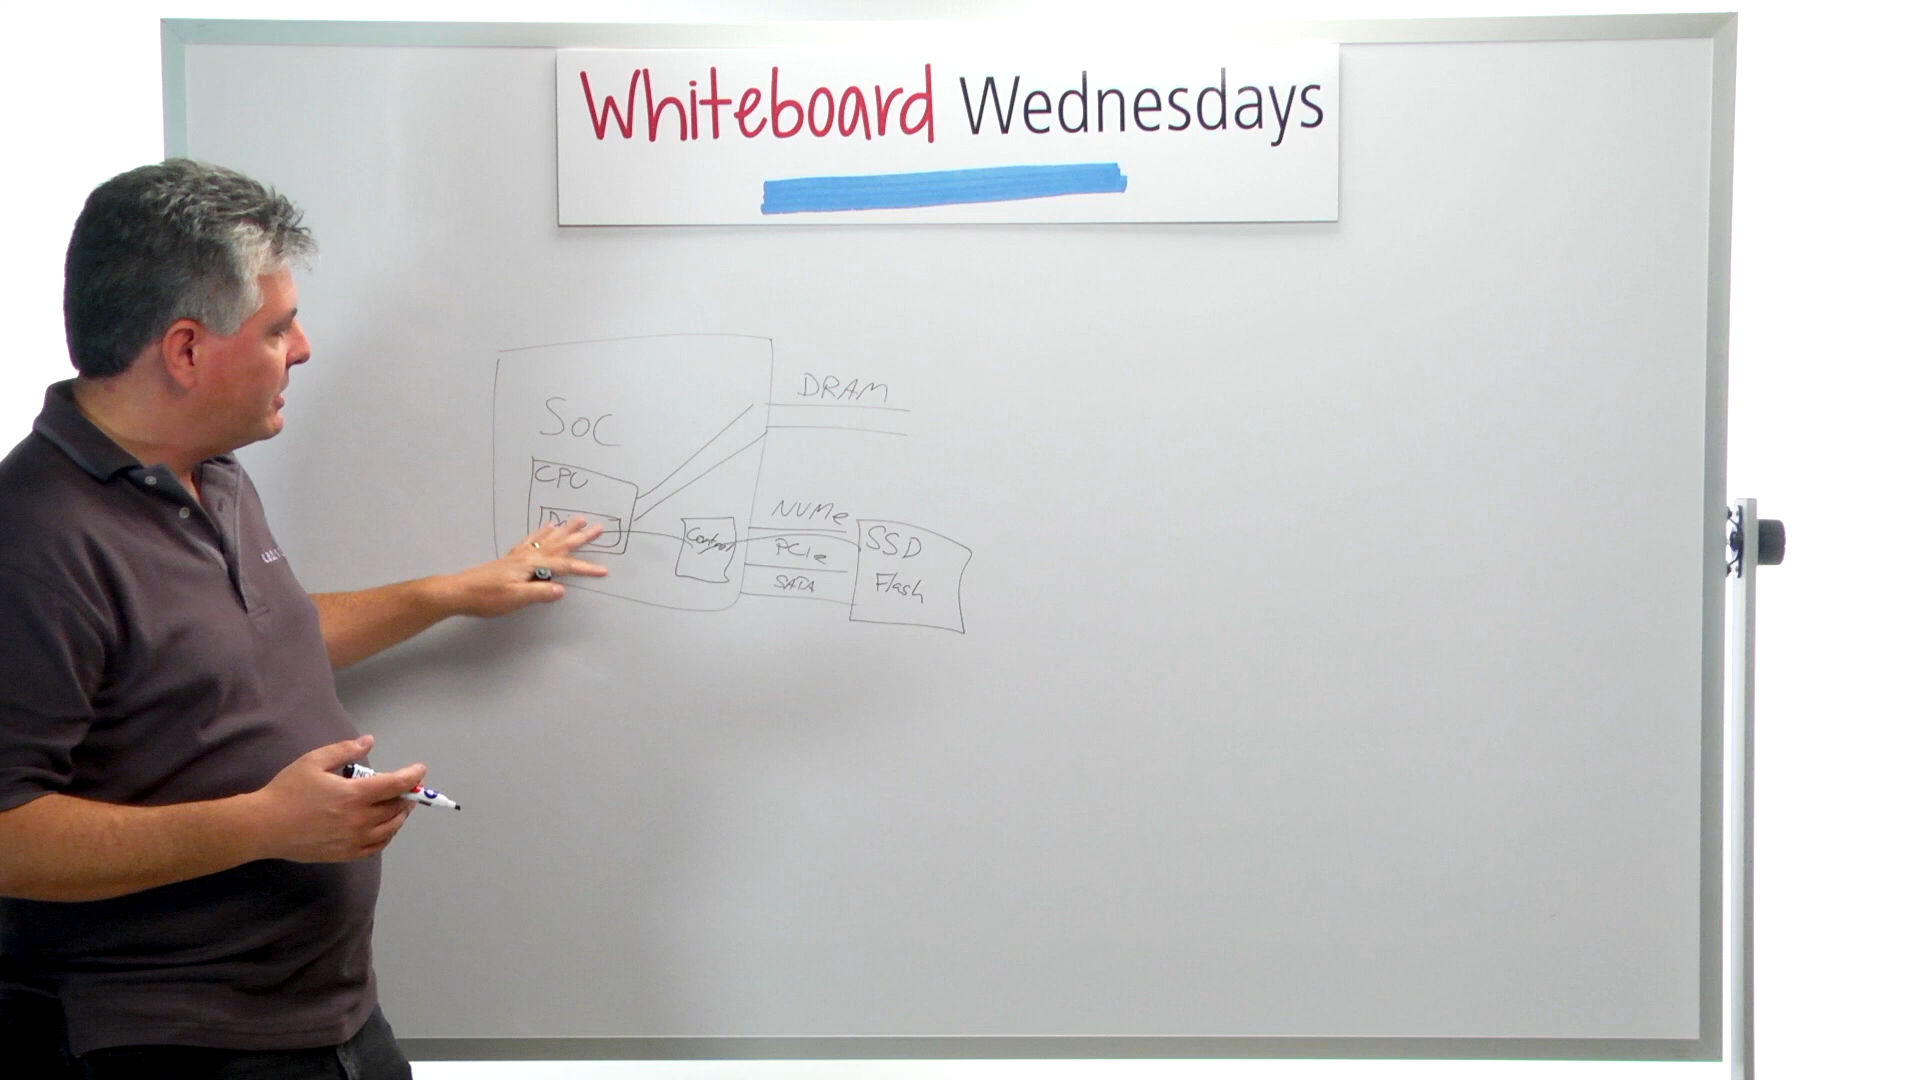 Whiteboard Wednesdays
DRAM
SoC
CPU
NVMe
PCIe
SATA
SSD
Flash